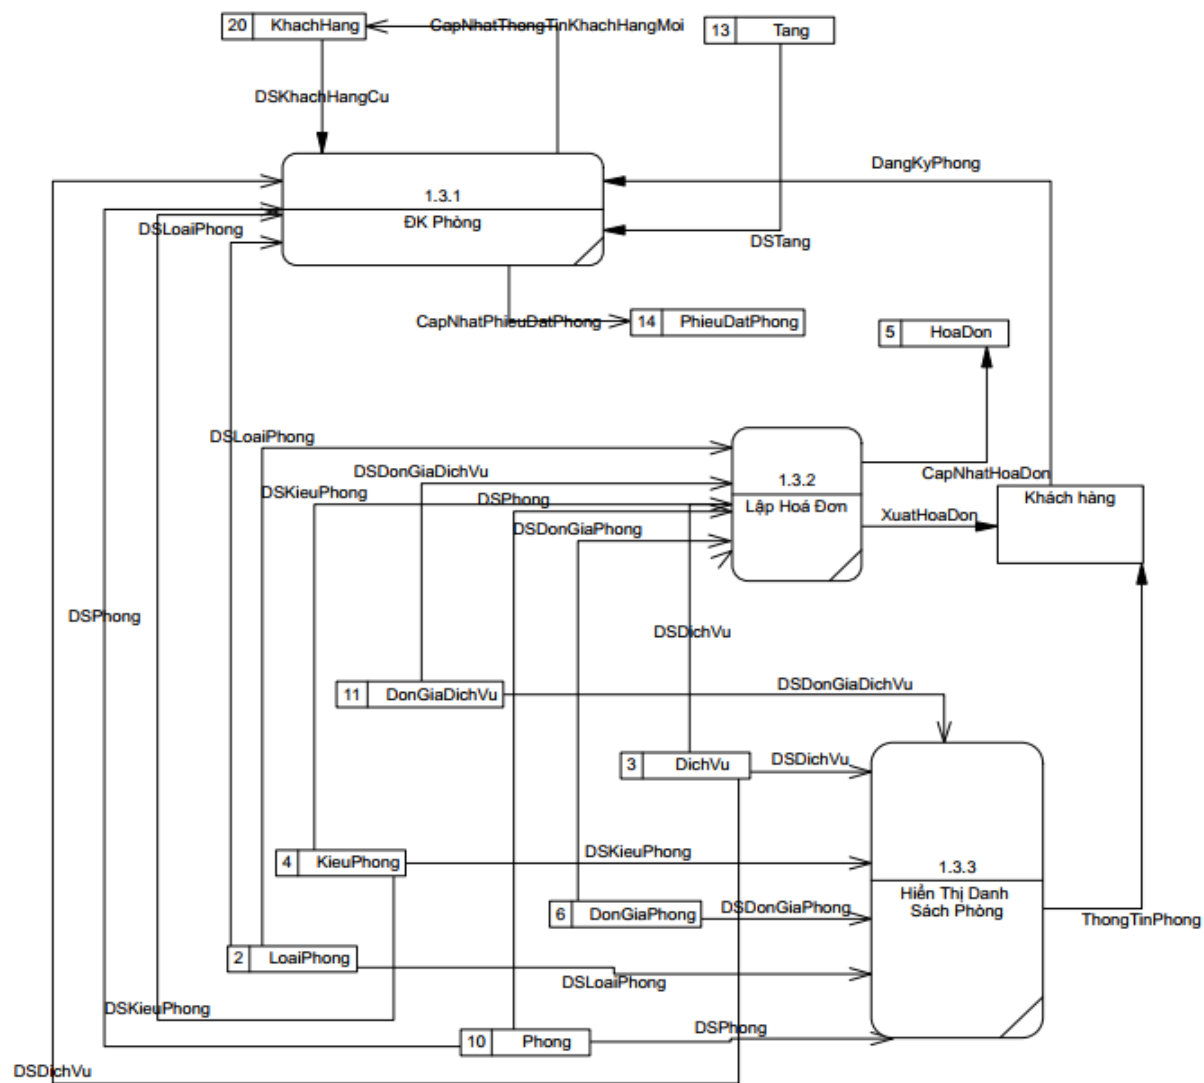 20 KhachHang
CapNhatThongTinKhachHangMoi
13 Tang
DSKhachHangCu
DangKyPhong
1.3.1
ĐK Phòng
DSLoaiPhong
DSTang
CapNhatPhieuDatPhong
14 PhieuDatPhong
5 HoaDon
DSLoaiPhong
DSDonGiaDichVu
DSKieuPhong
DSPhong
DSDonGiaPhong
1.3.2
Lập Hoá Đơn
CapNhatHoaDon
Khách hàng
XuatHoaDon
DSPhong
DSDichVu
11 DonGiaDichVu
DSDonGiaDichVu
3 DichVu
DSDichVu
4 KieuPhong
DSKieuPhong
1.3.3
Hiển Thị Danh
Sách Phòng
6 DonGiaPhong
DSDonGiaPhong
ThongTinPhong
2 LoaiPhong
DSLoaiPhong
DSKieuPhong
10 Phong
DSPhong
DSDichVu